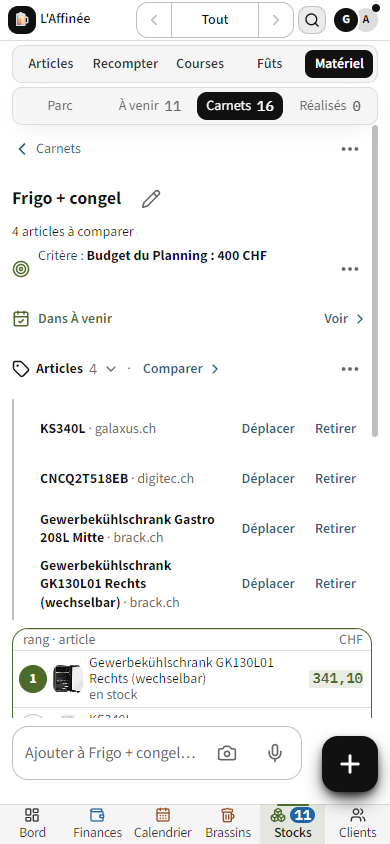 L'Affinée
Tout
G
A
Articles Recompter Courses Fûts Matériel
Parc À venir 11 Carnets 16 Réalisés 0
Carnets
Frigo + congel
4 articles à comparer
Critère : Budget du Planning : 400 CHF
Dans À venir Voir
Articles 4 · Comparer
KS340L · galaxus.ch Déplacer Retirer
CNCQ2T518EB · digitec.ch Déplacer Retirer
Gewerbekühlschrank Gastro
208L Mitte · brack.ch Déplacer Retirer
Gewerbekühlschrank
GK130L01 Rechts Déplacer Retirer
(wechselbar) · brack.ch
rang · article CHF
Gewerbekühlschrank GK130L01
1 Rechts (wechselbar) 341,10
en stock
KS340L
Ajouter à Frigo + congel…
Bord Finances Calendrier Brassins Stocks 11 Clients